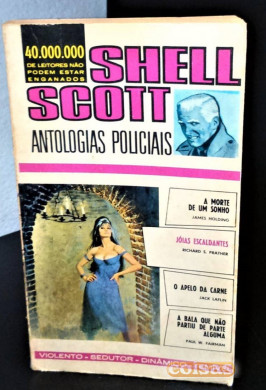 40.000.000
DE LEITORES NÃO
PODEM ESTAR
ENGANADOS
SHELL
SCOTT
ANTOLOGIAS POLICIAIS
A MORTE
DE UM SONHO
JAMES HOLDING
JÓIAS ESCALDANTES
RICHARD S. PRATHER
O APELO DA CARNE
JACK LAFLIN
A BALA QUE NÃO
PARTIU DE PARTE
ALGUMA
PAUL W. FAIRMAN
VIOLENTO - SEDUTOR - DINÂMICO
coisas